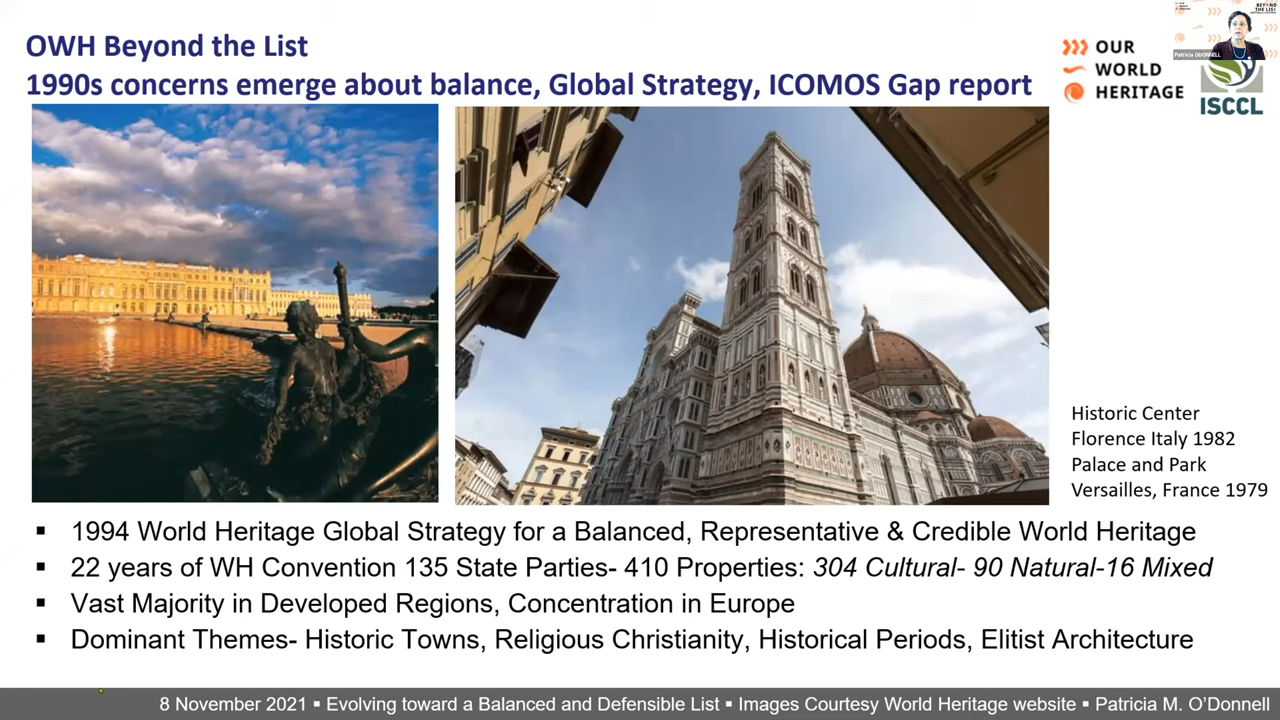 OWH Beyond the List
1990s concerns emerge about balance, Global Strategy, ICOMOS Gap report
OUR
WORLD
HERITAGE
Patricia ODONNELL
ISCCL
Historic Center
Florence Italy 1982
Palace and Park
Versailles, France 1979
▪ 1994 World Heritage Global Strategy for a Balanced, Representative & Credible World Heritage
▪ 22 years of WH Convention 135 State Parties- 410 Properties: 304 Cultural- 90 Natural-16 Mixed
▪ Vast Majority in Developed Regions, Concentration in Europe
▪ Dominant Themes- Historic Towns, Religious Christianity, Historical Periods, Elitist Architecture
8 November 2021 ▪ Evolving toward a Balanced and Defensible List ▪ Images Courtesy World Heritage website ▪ Patricia M. O’Donnell